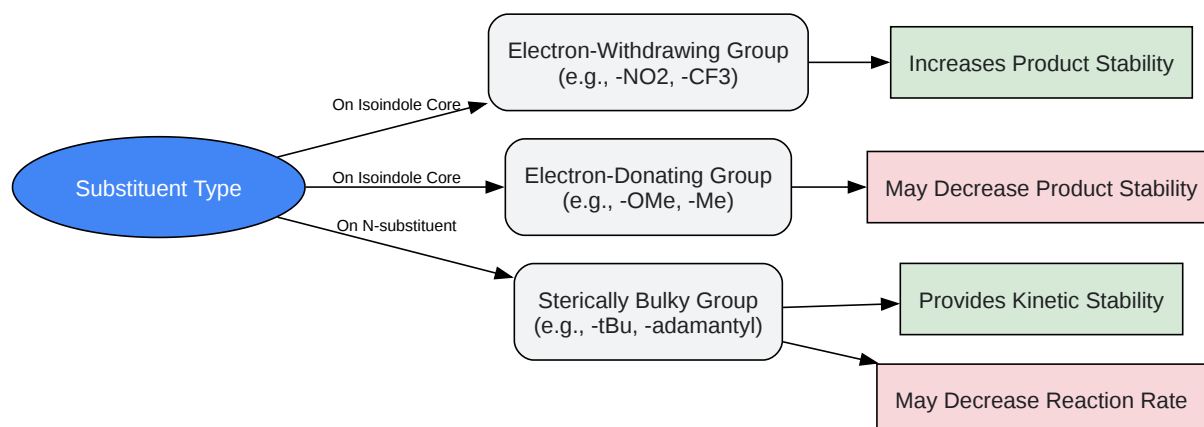 Electron-Withdrawing Group
(e.g., -NO2, -CF3)
Increases Product Stability
On Isoindole Core
Substituent Type
On Isoindole Core
Electron-Donating Group
(e.g., -OMe, -Me)
May Decrease Product Stability
On N-substituent
Sterically Bulky Group
(e.g., -tBu, -adamantyl)
Provides Kinetic Stability
May Decrease Reaction Rate